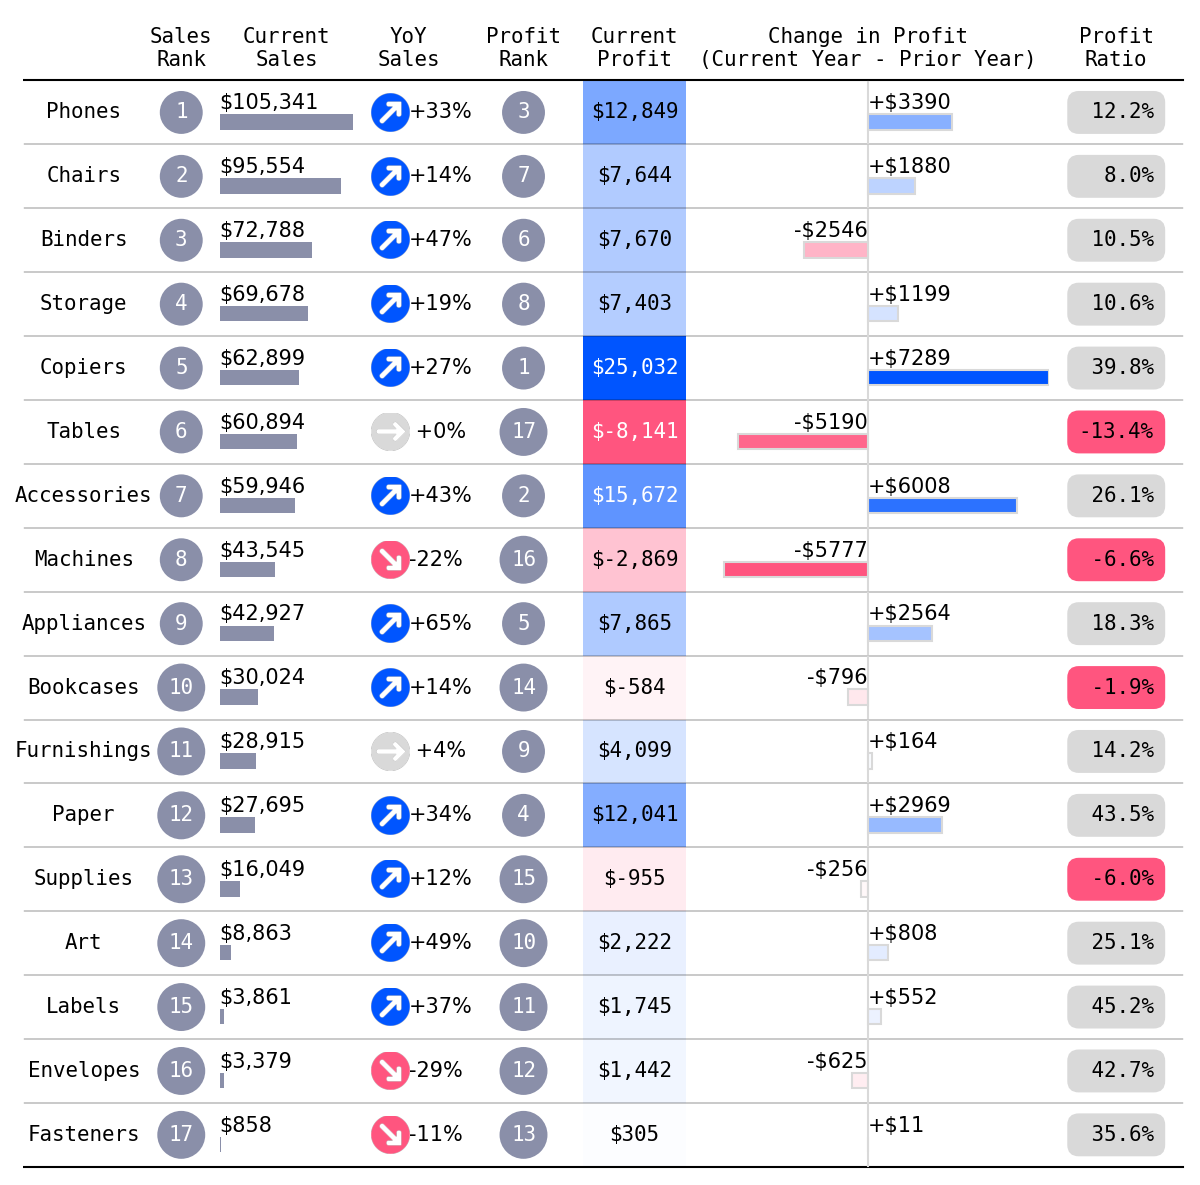 Sales Current YoY Profit Current Change in Profit Profit
Rank Sales Sales Rank Profit (Current Year - Prior Year) Ratio
Phones 1 $105,341 +33% 3 $12,849 +$3390 12.2%
Chairs 2 $95,554 +14% 7 $7,644 +$1880 8.0%
Binders 3 $72,788 +47% 6 $7,670 -$2546 10.5%
Storage 4 $69,678 +19% 8 $7,403 +$1199 10.6%
Copiers 5 $62,899 +27% 1 $25,032 +$7289 39.8%
Tables 6 $60,894 +0% 17 $-8,141 -$5190 -13.4%
Accessories 7 $59,946 +43% 2 $15,672 +$6008 26.1%
Machines 8 $43,545 -22% 16 $-2,869 -$5777 -6.6%
Appliances 9 $42,927 +65% 5 $7,865 +$2564 18.3%
Bookcases 10 $30,024 +14% 14 $-584 -$796 -1.9%
Furnishings 11 $28,915 +4% 9 $4,099 +$164 14.2%
Paper 12 $27,695 +34% 4 $12,041 +$2969 43.5%
Supplies 13 $16,049 +12% 15 $-955 -$256 -6.0%
Art 14 $8,863 +49% 10 $2,222 +$808 25.1%
Labels 15 $3,861 +37% 11 $1,745 +$552 45.2%
Envelopes 16 $3,379 -29% 12 $1,442 -$625 42.7%
Fasteners 17 $858 -11% 13 $305 +$11 35.6%